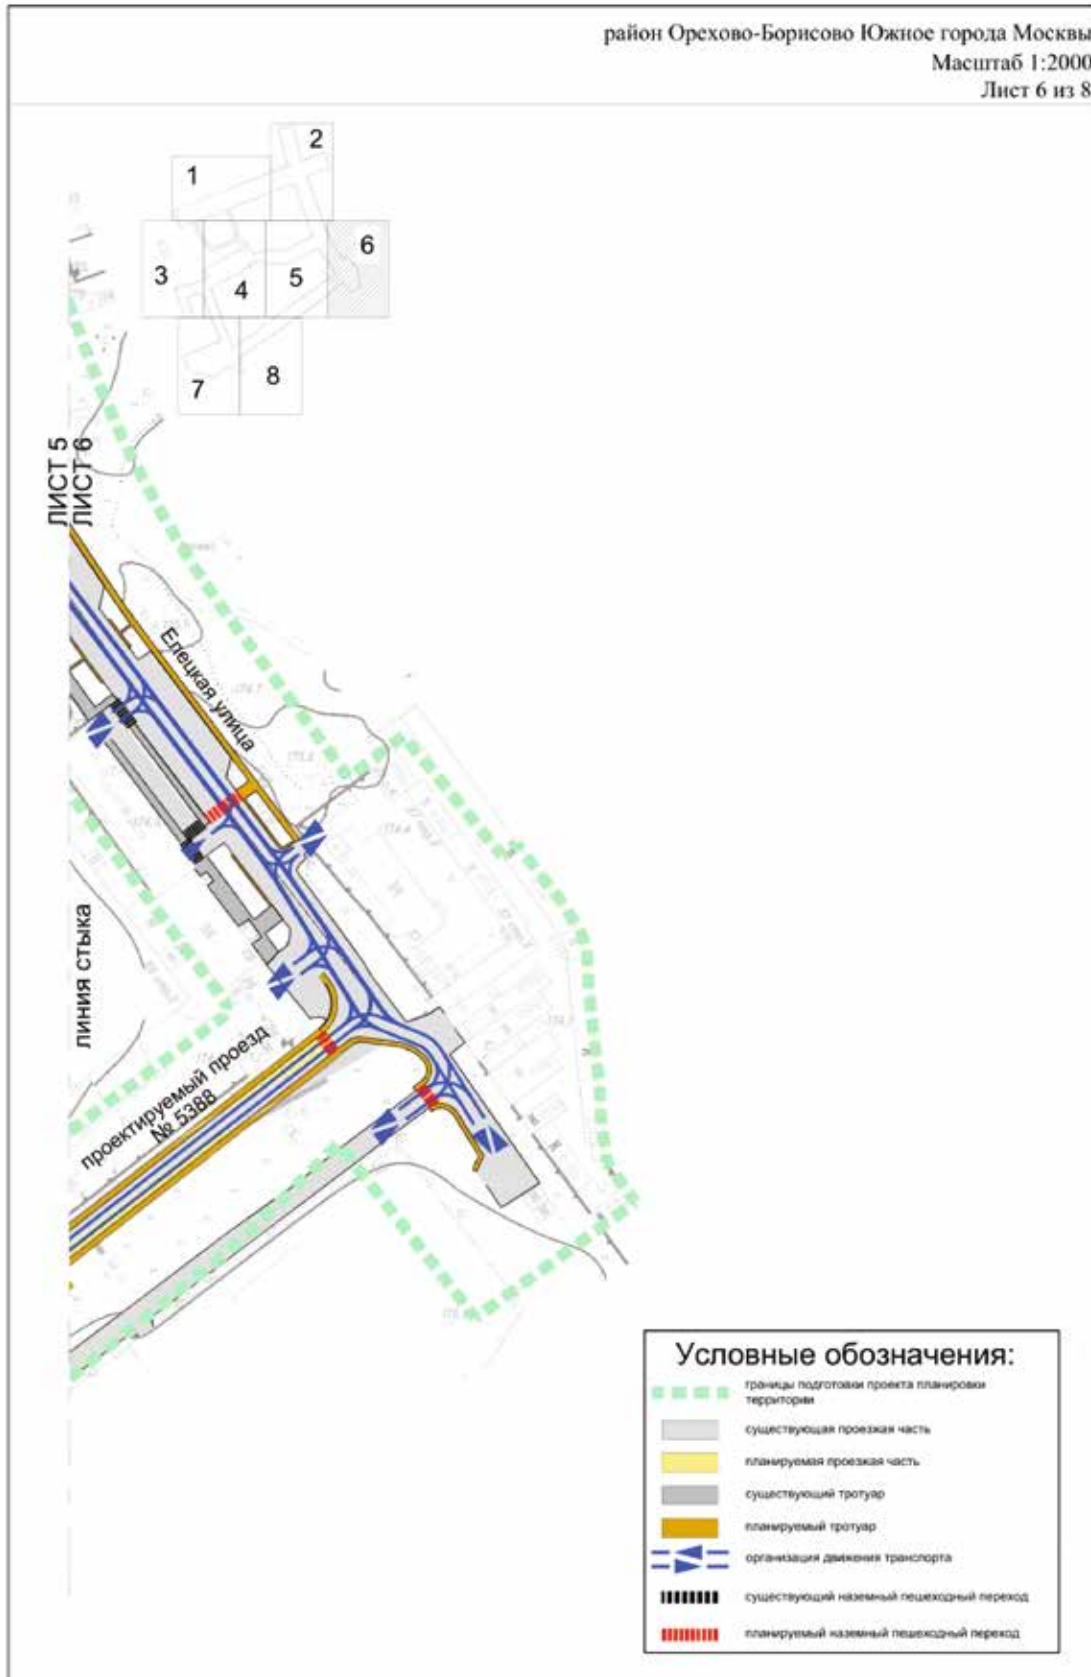 район Орехово-Борисово Южное города Москвы
Масштаб 1:2000
Лист 6 из 8
1
2
3
4
5
6
7
8
ЛИСТ 5
ЛИСТ 6
Елецкая улица
линия стыка
проектируемый проезд
№ 5388
Условные обозначения:
границы подготовки проекта планировки
территории
существующая проезжая часть
планируемая проезжая часть
существующий тротуар
планируемый тротуар
организация движения транспорта
существующий наземный пешеходный переход
планируемый наземный пешеходный переход